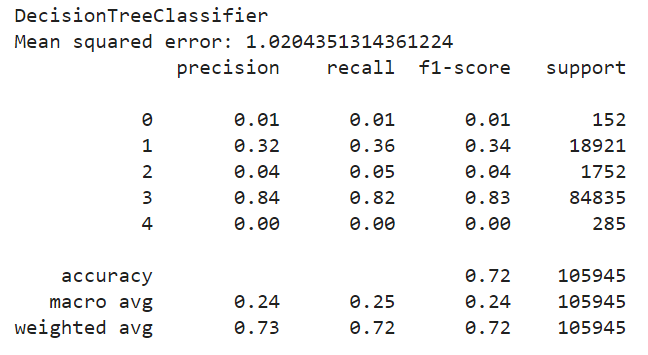 DecisionTreeClassifier
Mean squared error: 1.0204351314361224
precision recall f1-score support
0 0.01 0.01 0.01 152
1 0.32 0.36 0.34 18921
2 0.04 0.05 0.04 1752
3 0.84 0.82 0.83 84835
4 0.00 0.00 0.00 285
accuracy 0.72 105945
macro avg 0.24 0.25 0.24 105945
weighted avg 0.73 0.72 0.72 105945